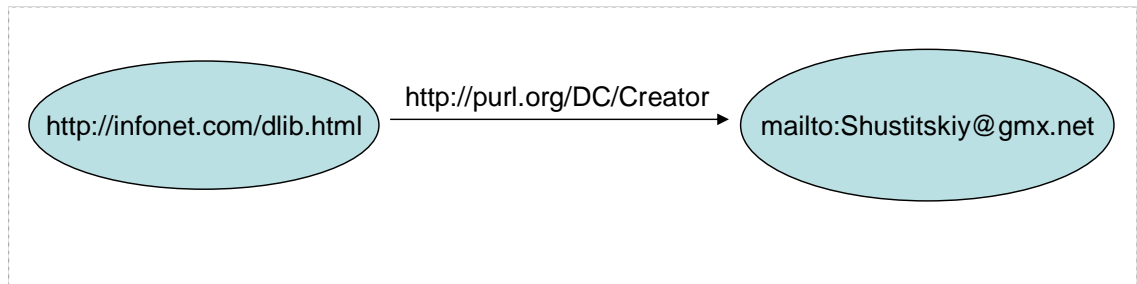 http://infonet.com/dlib.html
http://purl.org/DC/Creator
mailto:Shustitskiy@gmx.net